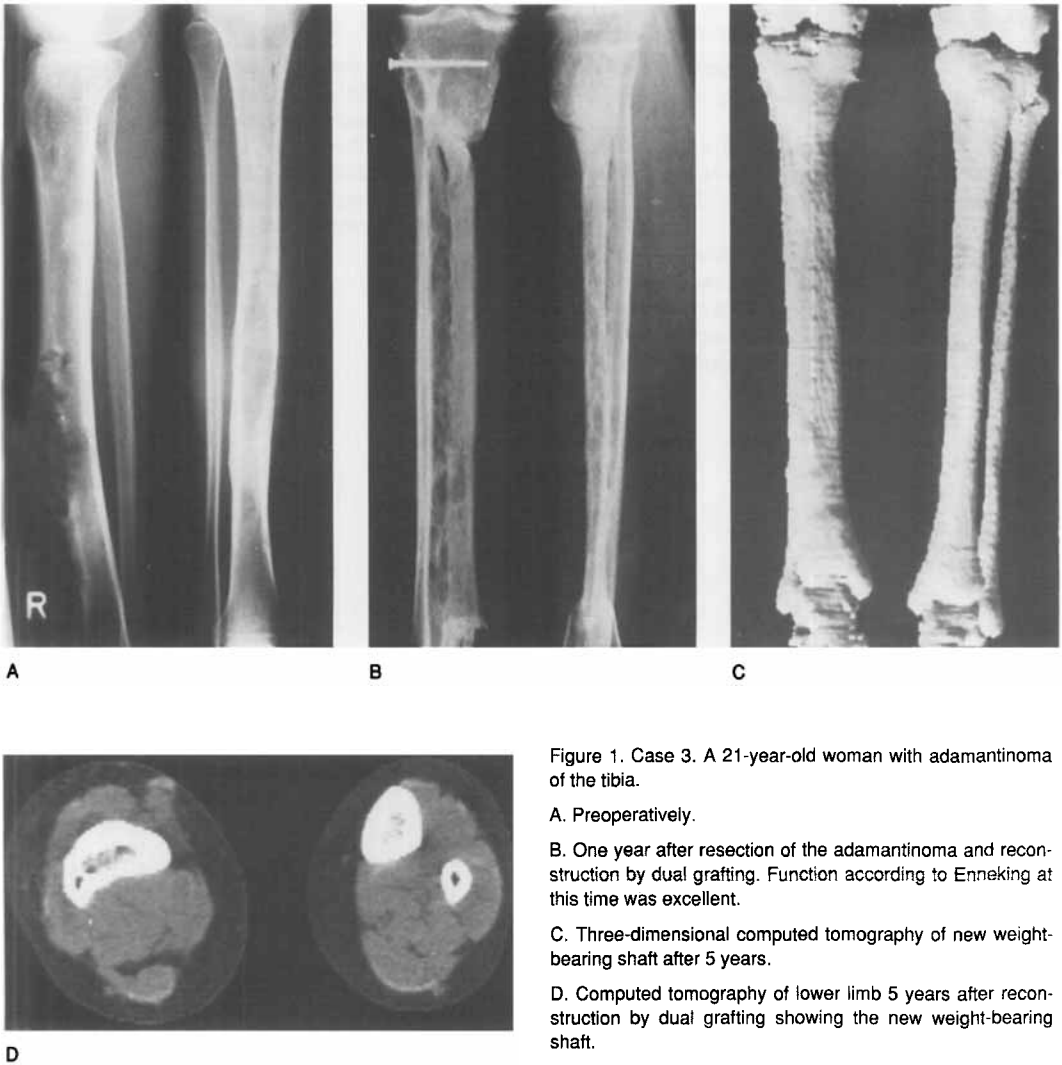 R
A
B
C
Figure 1. Case 3. A 21-year-old woman with adamantinoma
of the tibia.
A. Preoperatively.
B. One year after resection of the adamantinoma and recon-
struction by dual grafting. Function according to Enneking at
this time was excellent.
C. Three-dimensional computed tomography of new weight-
bearing shaft after 5 years.
D. Computed tomography of lower limb 5 years after recon-
struction by dual grafting showing the new weight-bearing
shaft.
D